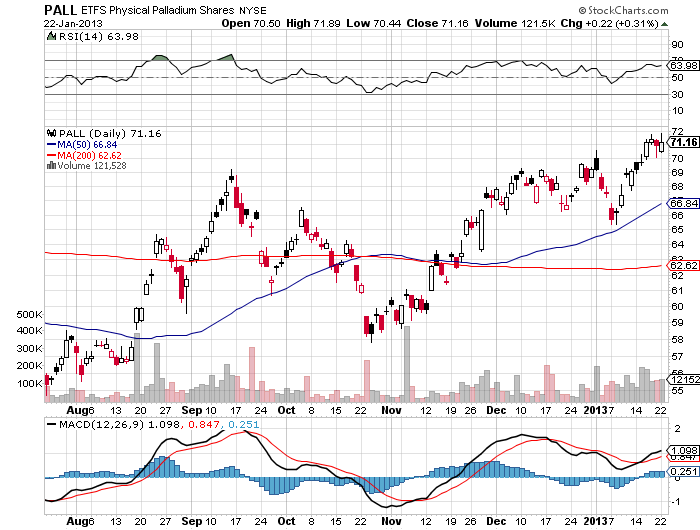 PALL ETFS Physical Palladium Shares NYSE © StockCharts.com
22-Jan-2013 Open 70.50 High 71.89 Low 70.44 Close 71.16 Volume 121.5K Chg +0.22 (+0.31%)
RSI(14) 63.98
90
70
63.98
50
30
10
PALL (Daily) 71.16
MA(50) 66.84
MA(200) 62.62
Volume 121,528
72
71.16
70
69
68
67
66.84
66
65
64
63
62.62
62
61
60
59
58
57
56
55
500K
400K
300K
200K
100K
12152
Aug 6 13 20 27 Sep 10 17 24 Oct 8 15 22 Nov 12 19 26 Dec 10 17 24 2013 7 14 22
MACD(12,26,9) 1.098, 0.847, 0.251
2
1.098
0.847
0.251
-1
Aug 6 13 20 27 Sep 10 17 24 Oct 8 15 22 Nov 12 19 26 Dec 10 17 24 2013 7 14 22